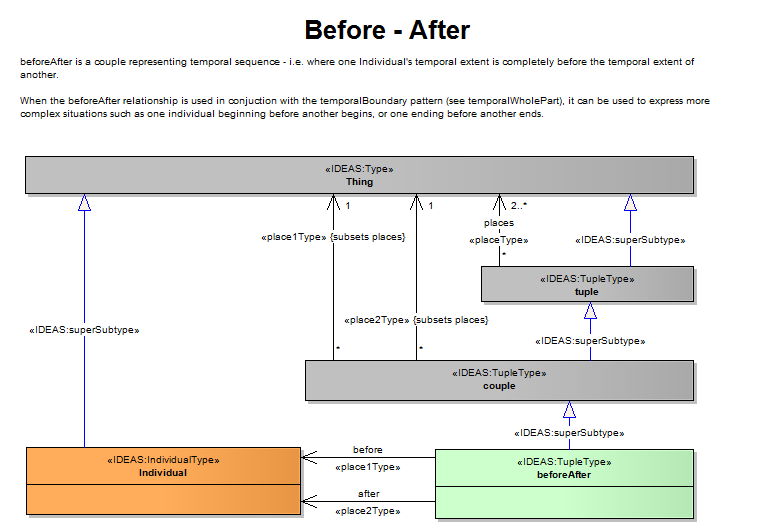 Before - After
beforeAfter is a couple representing temporal sequence - i.e. where one Individual's temporal extent is completely before the temporal extent of
another.
When the beforeAfter relationship is used in conjuction with the temporalBoundary pattern (see temporalWholePart), it can be used to express more
complex situations such as one individual beginning before another begins, or one ending before another ends.
«IDEAS:Type»
Thing
1
1
2..*
places
«place1Type» {subsets places}
«placeType»
«IDEAS:superSubtype»
*
«IDEAS:TupleType»
tuple
«place2Type» {subsets places}
«IDEAS:superSubtype»
«IDEAS:superSubtype»
*
*
«IDEAS:TupleType»
couple
«IDEAS:superSubtype»
«IDEAS:IndividualType»
Individual
before
«place1Type»
«IDEAS:TupleType»
beforeAfter
after
«place2Type»